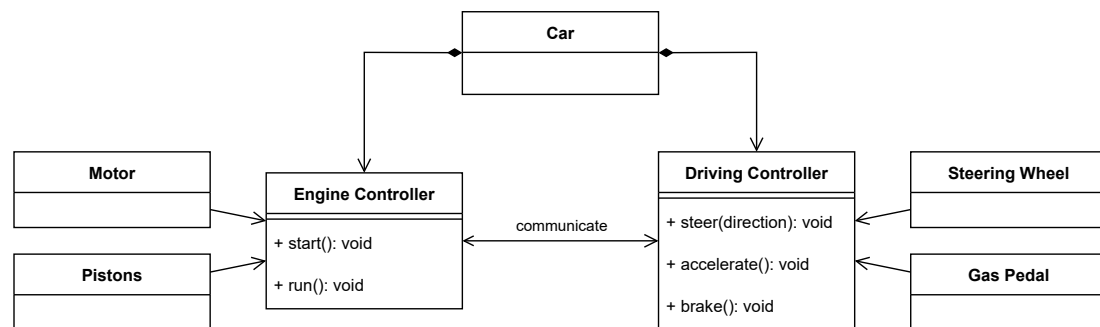 Car
Motor
Engine Controller
+ start(): void
+ run(): void
Pistons
communicate
Driving Controller
+ steer(direction): void
+ accelerate(): void
+ brake(): void
Steering Wheel
Gas Pedal